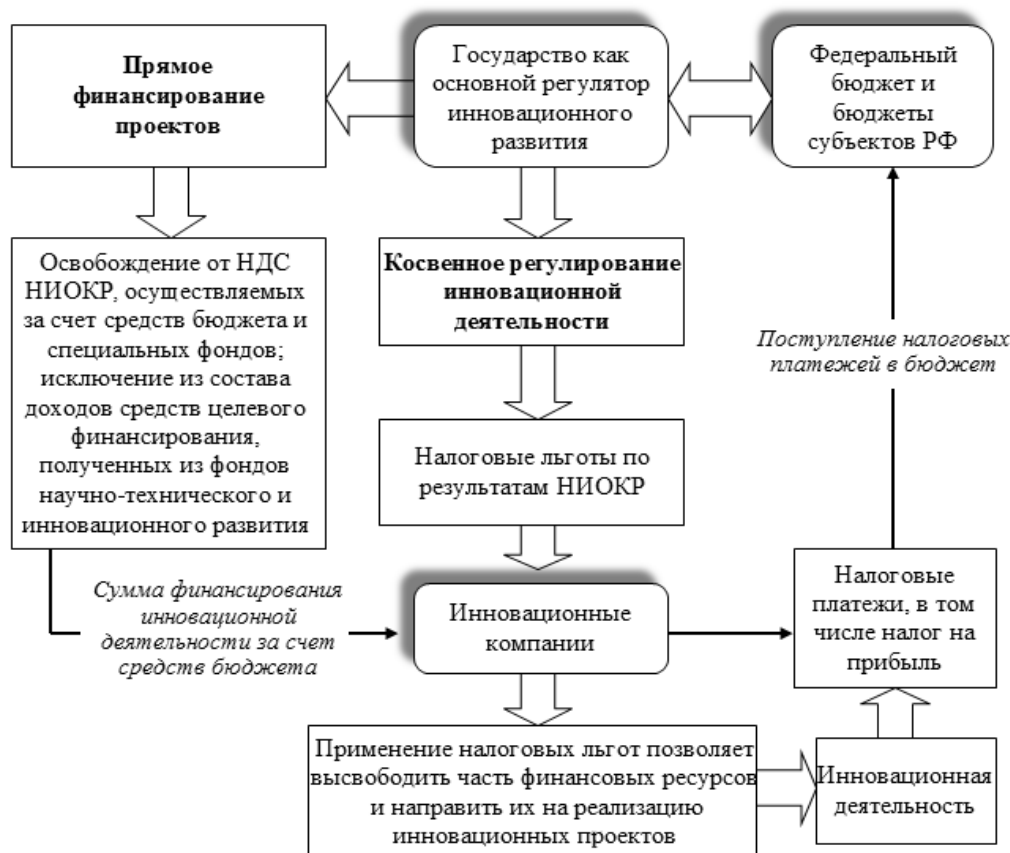 Прямое
финансирование
проектов
Государство как
основной регулятор
инновационного
развития
Федеральный
бюджет и
бюджеты
субъектов РФ
Освобождение от НДС
НИОКР, осуществляемых
за счет средств бюджета и
специальных фондов;
исключение из состава
доходов средств целевого
финансирования,
полученных из фондов
научно-технического и
инновационного развития
Косвенное регулирование
инновационной
деятельности
Поступление налоговых
платежей в бюджет
Налоговые льготы по
результатам НИОКР
Сумма финансирования
инновационной
деятельности за счет
средств бюджета
Инновационные
компании
Налоговые
платежи, в том
числе налог на
прибыль
Применение налоговых льгот позволяет
высвободить часть финансовых ресурсов
и направить их на реализацию
инновационных проектов
Инновационная
деятельность